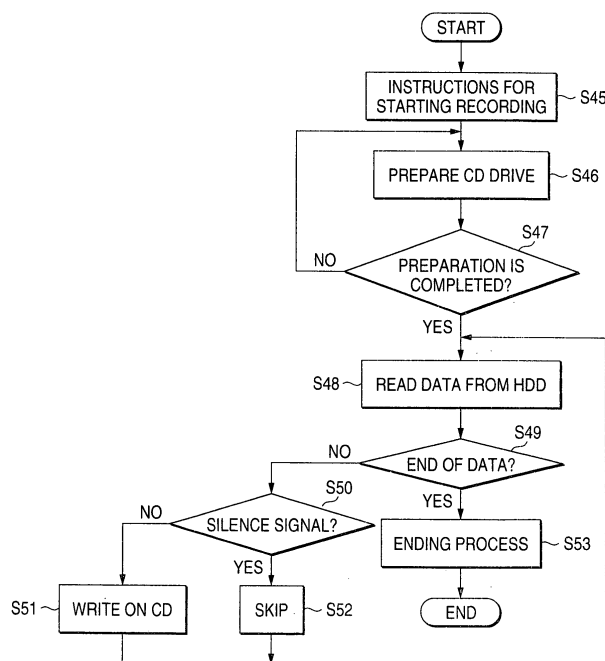 START
INSTRUCTIONS FOR
STARTING RECORDING
S45
PREPARE CD DRIVE
S46
S47
NO
PREPARATION IS
COMPLETED?
YES
S48
READ DATA FROM HDD
S49
NO
END OF DATA?
S50
YES
NO
SILENCE SIGNAL?
ENDING PROCESS
S53
YES
S51
WRITE ON CD
SKIP
S52
END